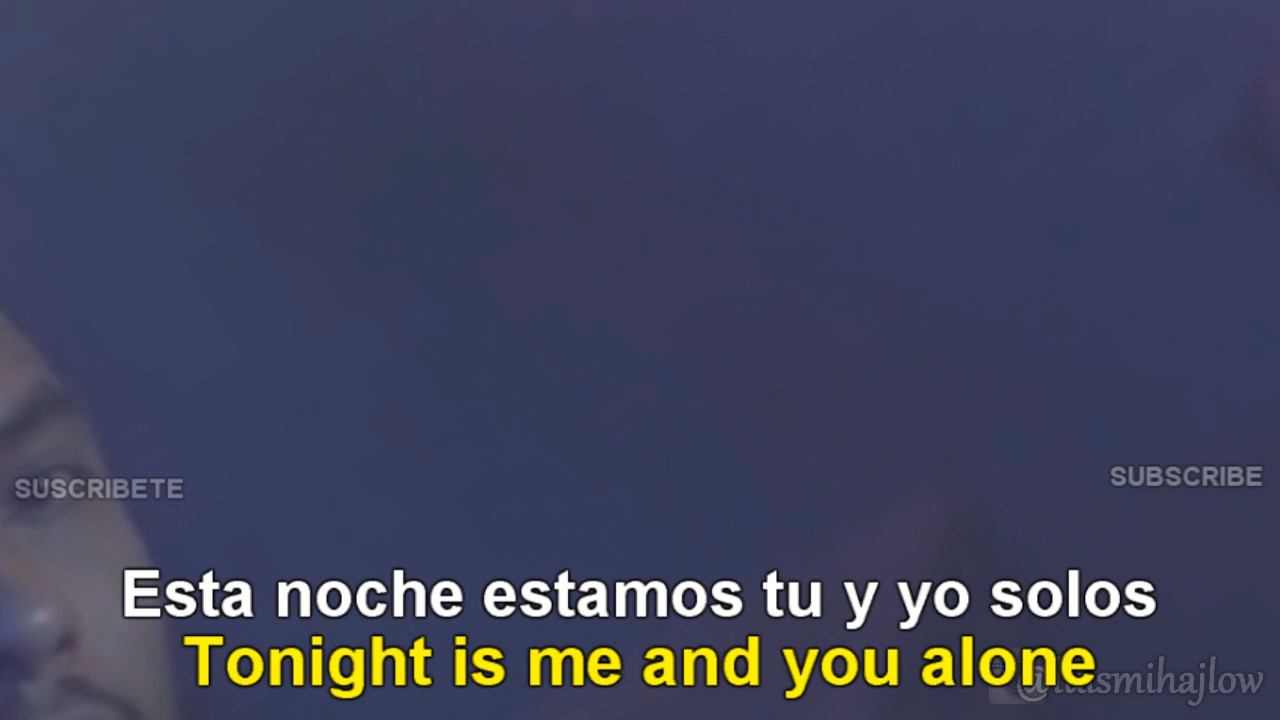 SUSCRIBETE
SUBSCRIBE
Esta noche estamos tu y yo solos
Tonight is me and you alone